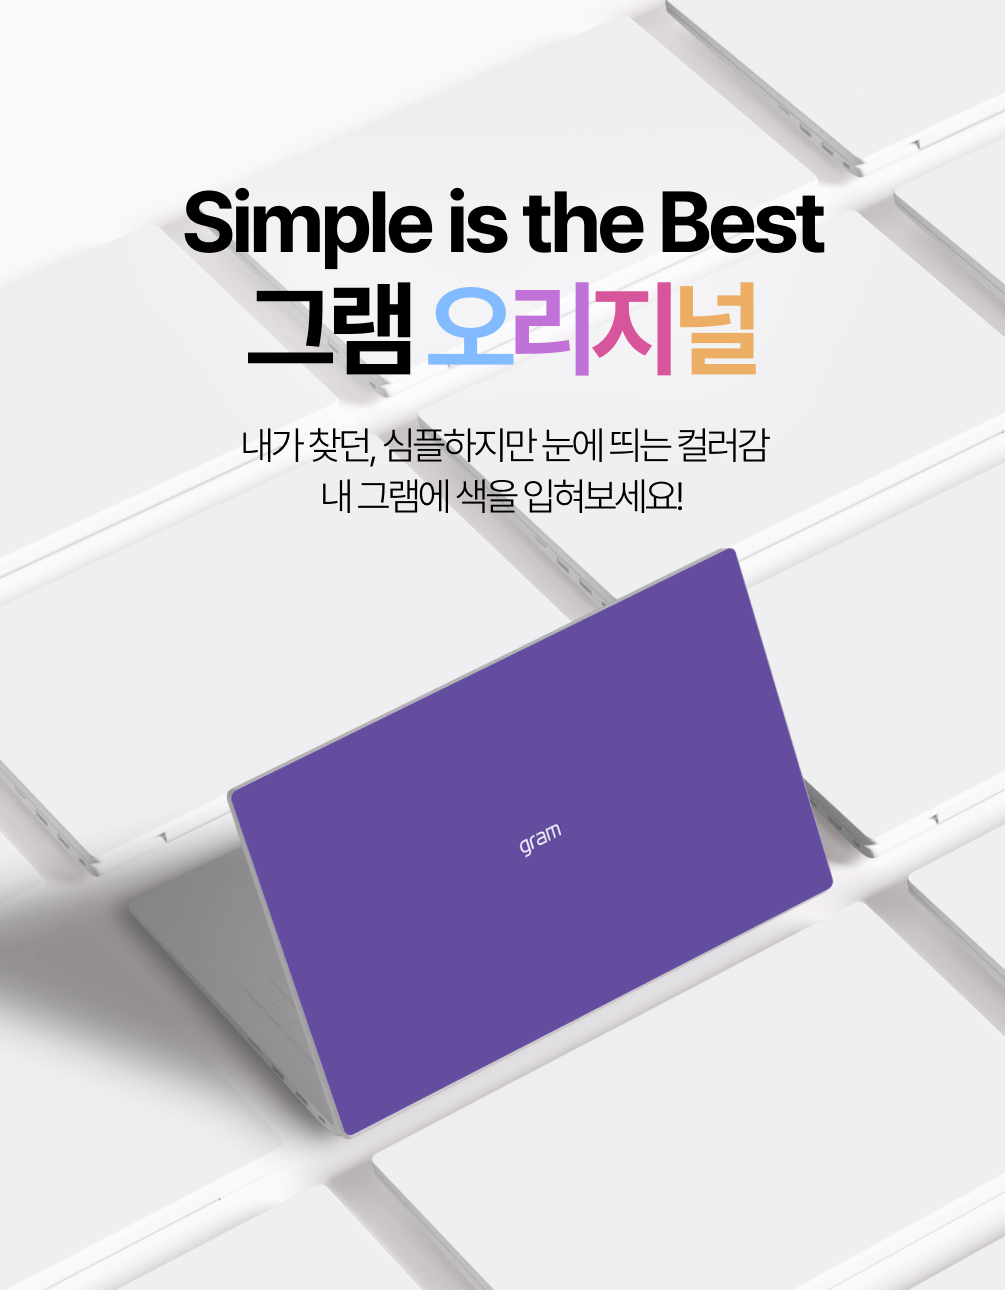 Simple is the Best
그램 오리지널
내가 찾던, 심플하지만 눈에 띄는 컬러감
내 그램에 색을 입혀보세요!
gram